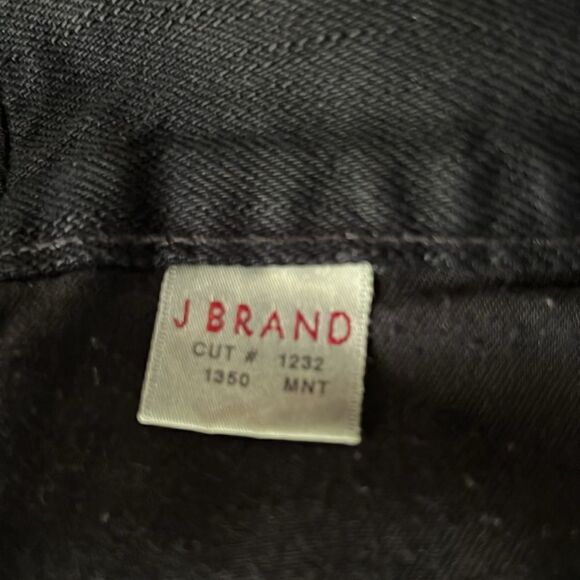 J BRAND
CUT # 1232
1350 MNT